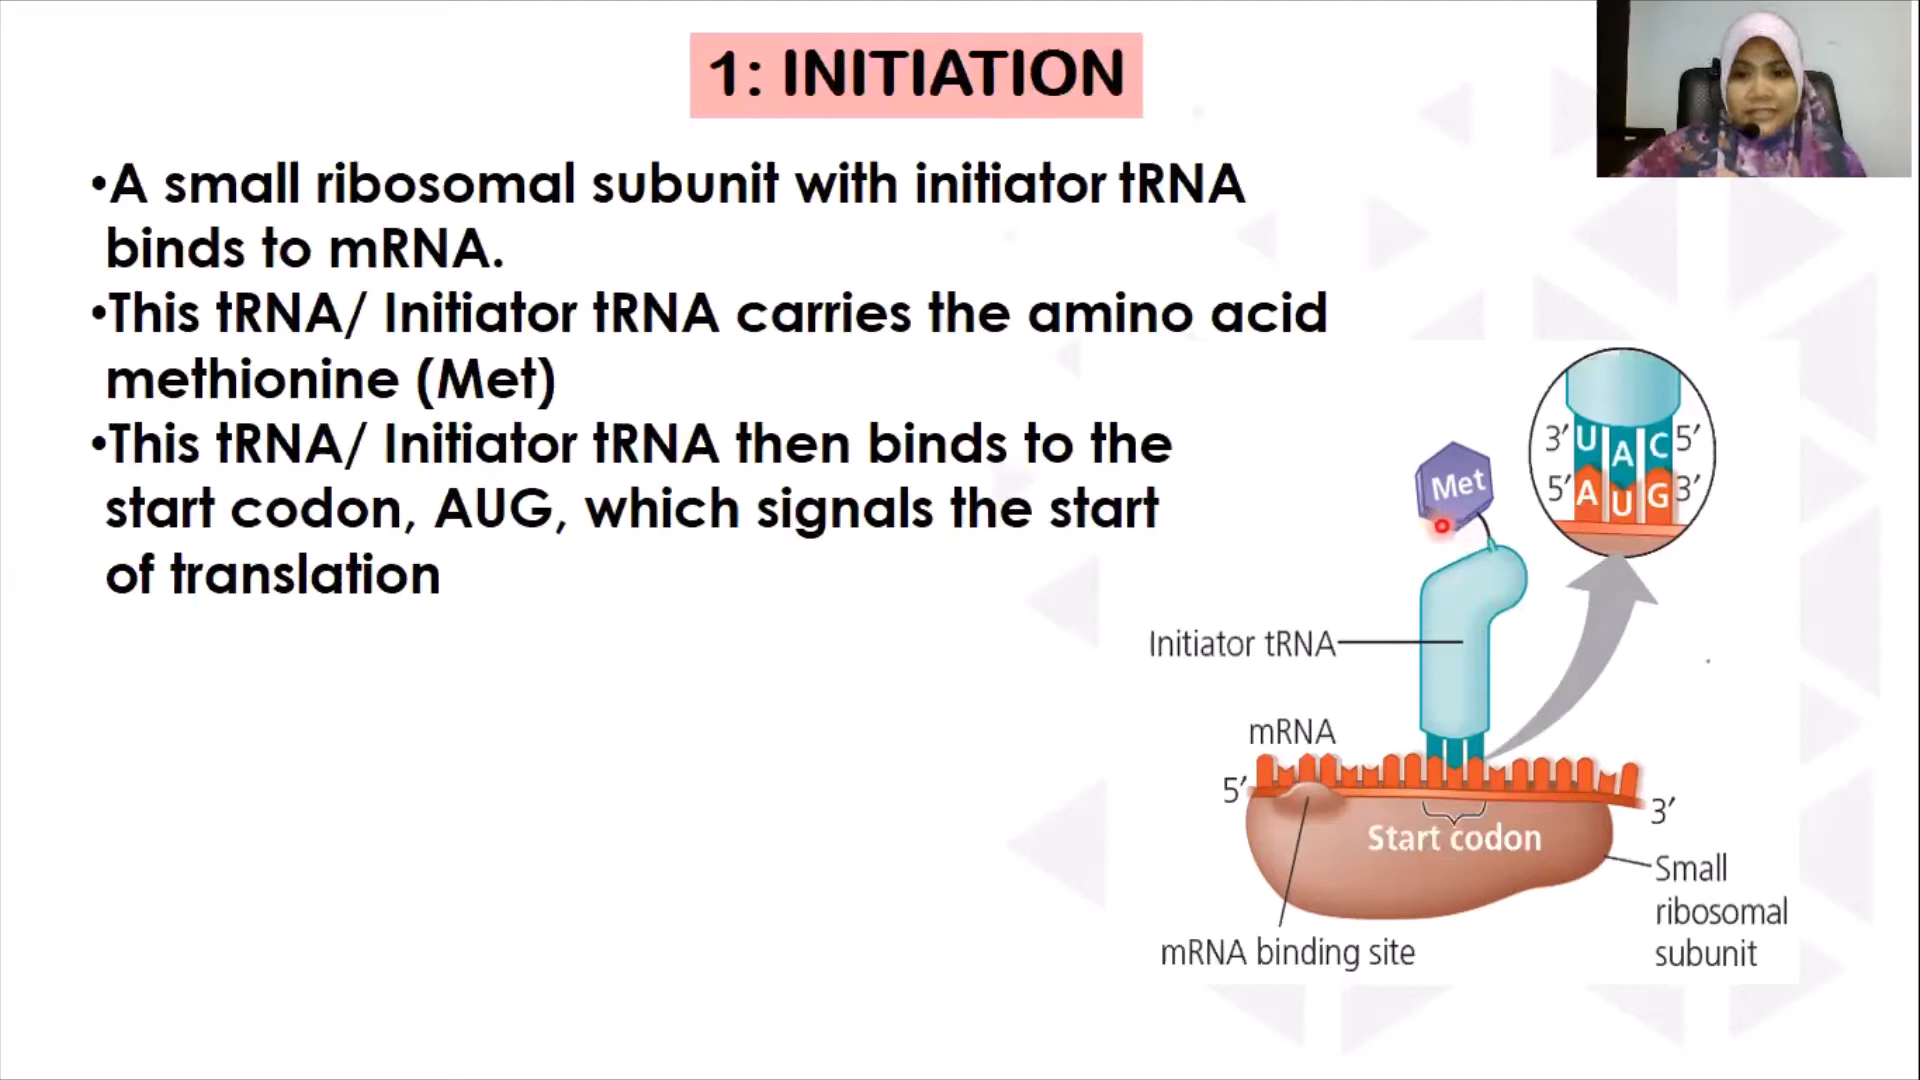 1: INITIATION
•A small ribosomal subunit with initiator tRNA
binds to mRNA.
•This tRNA/ Initiator tRNA carries the amino acid
methionine (Met)
•This tRNA/ Initiator tRNA then binds to the
start codon, AUG, which signals the start
of translation
3′ U A C 5′
5′ A U G 3′
Met
Initiator tRNA
mRNA
5′
3′
Start codon
Small
ribosomal
subunit
mRNA binding site